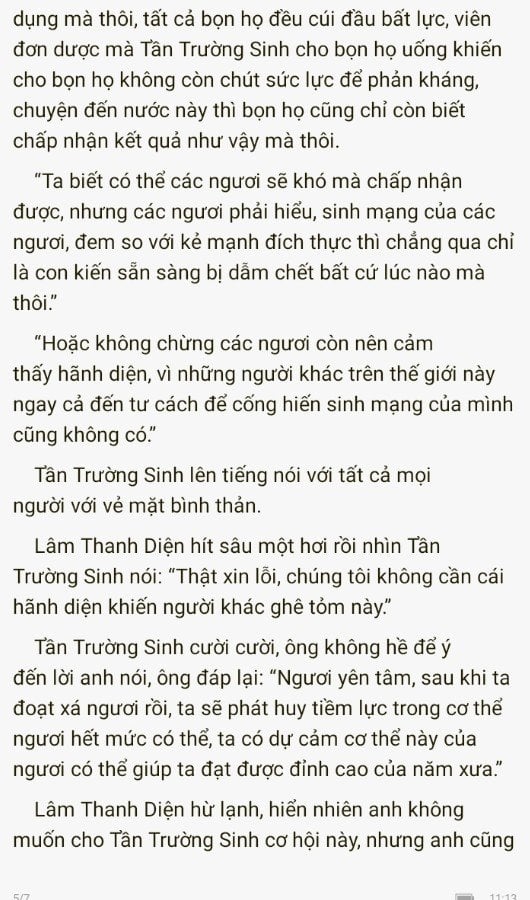 dụng mà thôi, tất cả bọn họ đều cúi đầu bất lực, viên
đơn dược mà Tần Trường Sinh cho bọn họ uống khiến
cho bọn họ không còn chút sức lực để phản kháng,
chuyện đến nước này thì bọn họ cũng chỉ còn biết
chấp nhận kết quả như vậy mà thôi.
“Ta biết có thể các ngươi sẽ khó mà chấp nhận
được, nhưng các ngươi phải hiểu, sinh mạng của các
ngươi, đem so với kẻ mạnh đích thực thì chẳng qua chỉ
là con kiến sẵn sàng bị dẫm chết bất cứ lúc nào mà
thôi.”
“Hoặc không chừng các ngươi còn nên cảm
thấy hãnh diện, vì những người khác trên thế giới này
ngay cả đến tư cách để cống hiến sinh mạng của mình
cũng không có.”
Tần Trường Sinh lên tiếng nói với tất cả mọi
người với vẻ mặt bình thản.
Lâm Thanh Diện hít sâu một hơi rồi nhìn Tần
Trường Sinh nói: “Thật xin lỗi, chúng tôi không cần cái
hãnh diện khiến người khác ghê tỏm này.”
Tần Trường Sinh cười cười, ông không hề để ý
đến lời anh nói, ông đáp lại: “Ngươi yên tâm, sau khi ta
đoạt xá ngươi rồi, ta sẽ phát huy tiềm lực trong cơ thể
ngươi hết mức có thể, ta có dự cảm cơ thể này của
ngươi có thể giúp ta đạt được đỉnh cao của năm xưa.”
Lâm Thanh Diện hừ lạnh, hiển nhiên anh không
muốn cho Tần Trường Sinh cơ hội này, nhưng anh cũng
5/7
11:13